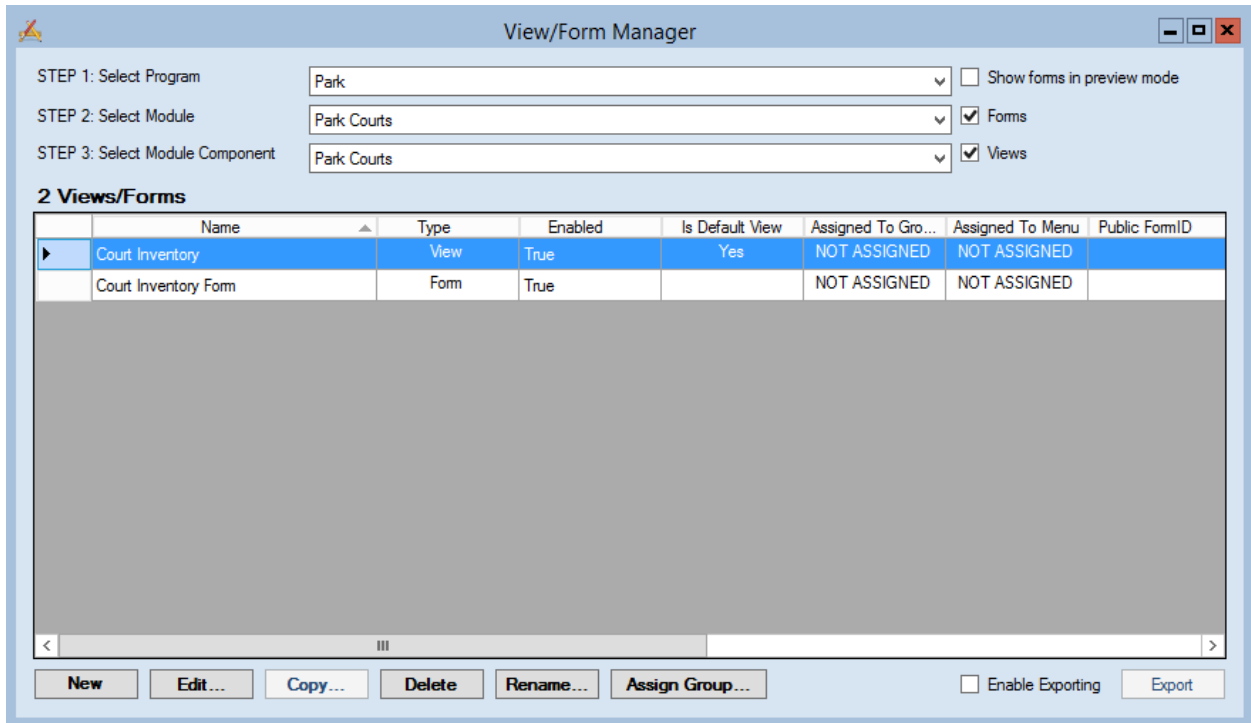 View/Form Manager
STEP 1: Select Program Park Show forms in preview mode
STEP 2: Select Module Park Courts Forms
STEP 3: Select Module Component Park Courts Views
2 Views/Forms
Name Type Enabled Is Default View Assigned To Gro... Assigned To Menu Public FormID
Court Inventory View True Yes NOT ASSIGNED NOT ASSIGNED
Court Inventory Form Form True NOT ASSIGNED NOT ASSIGNED
New Edit... Copy... Delete Rename... Assign Group... Enable Exporting Export